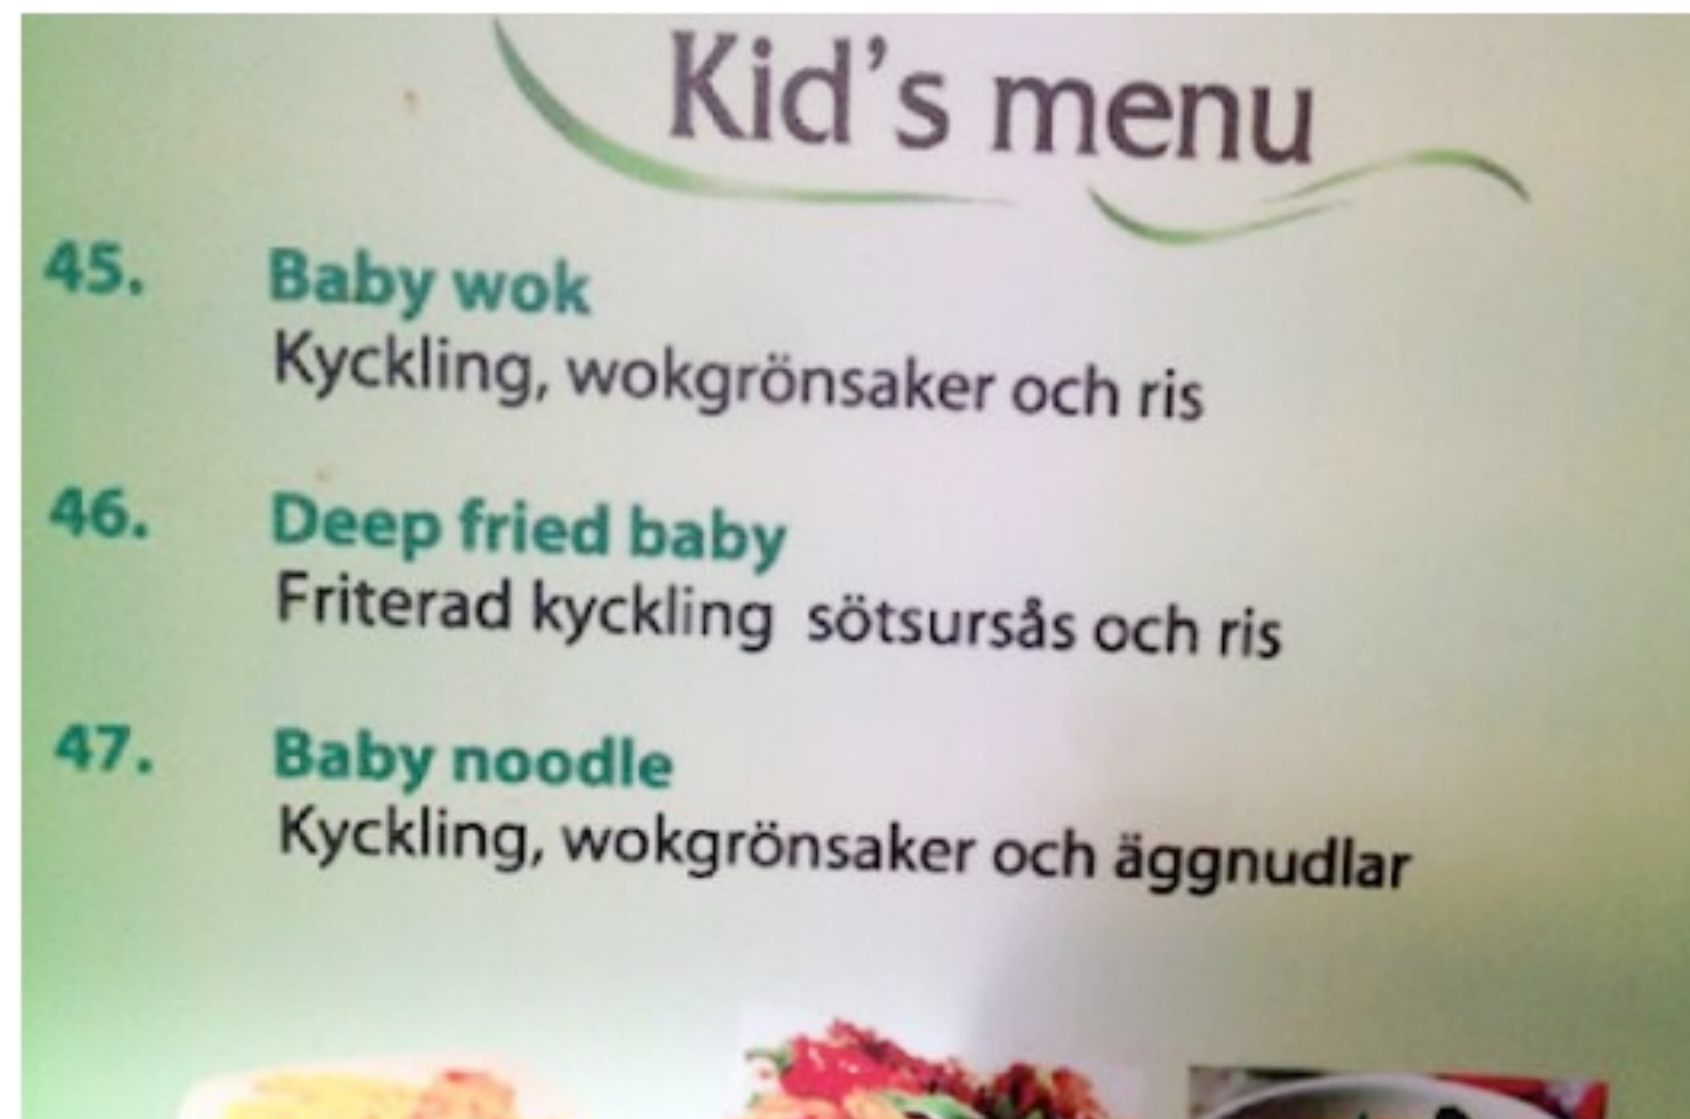 Kid's menu
45. Baby wok
Kyckling, wokgrönsaker och ris
46. Deep fried baby
Friterad kyckling sötsursås och ris
47. Baby noodle
Kyckling, wokgrönsaker och äggnudlar